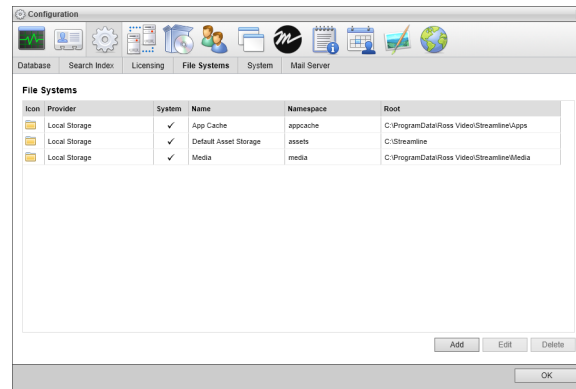 Configuration
Database Search Index Licensing File Systems System Mail Server
File Systems
Icon Provider System Name Namespace Root
Local Storage ✓ App Cache appcache C:\ProgramData\Ross Video\Streamline\Apps
Local Storage ✓ Default Asset Storage assets C:\Streamline
Local Storage ✓ Media media C:\ProgramData\Ross Video\Streamline\Media
Add Edit Delete
OK